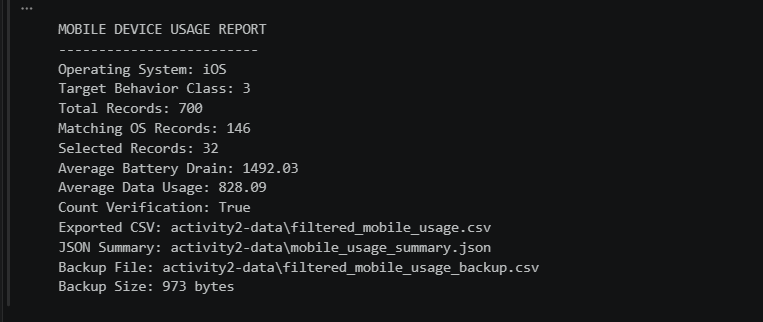 ...
MOBILE DEVICE USAGE REPORT
-------------------------
Operating System: iOS
Target Behavior Class: 3
Total Records: 700
Matching OS Records: 146
Selected Records: 32
Average Battery Drain: 1492.03
Average Data Usage: 828.09
Count Verification: True
Exported CSV: activity2-data\filtered_mobile_usage.csv
JSON Summary: activity2-data\mobile_usage_summary.json
Backup File: activity2-data\filtered_mobile_usage_backup.csv
Backup Size: 973 bytes